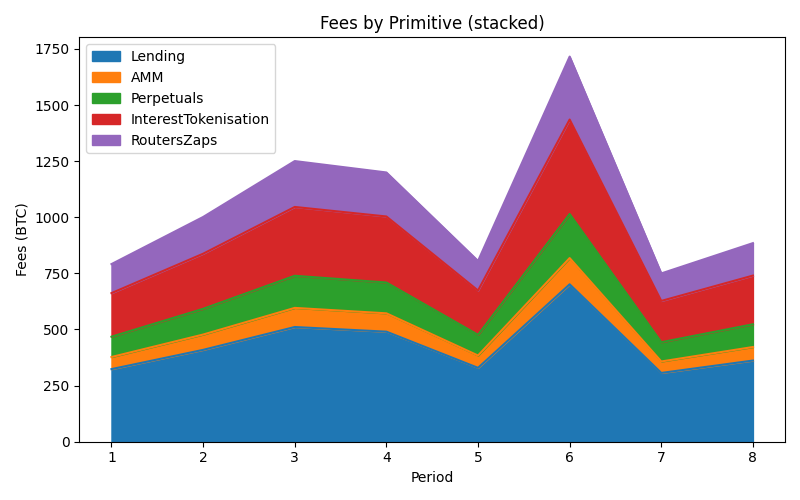 Fees by Primitive (stacked)
Lending
AMM
Perpetuals
InterestTokenisation
RoutersZaps
Fees (BTC)
1750
1500
1250
1000
750
500
250
0
1 2 3 4 5 6 7 8
Period